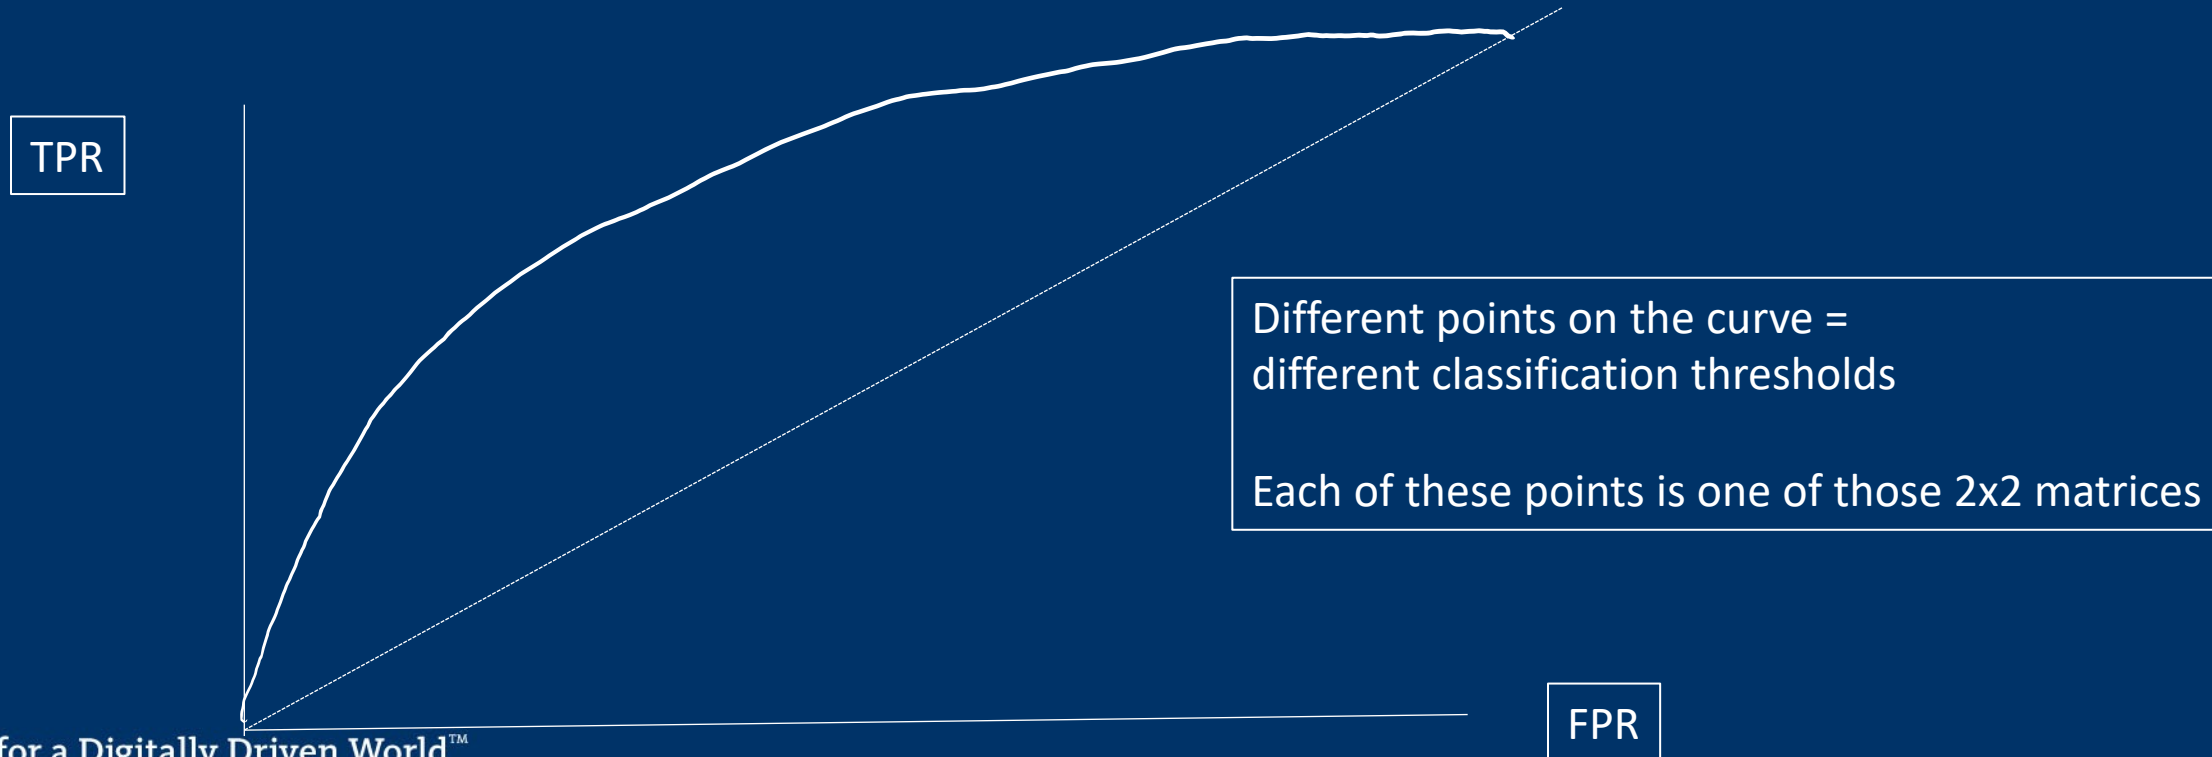 TPR
Different points on the curve =
different classification thresholds
Each of these points is one of those 2x2 matrices
FPR
for a Digitally Driven World™